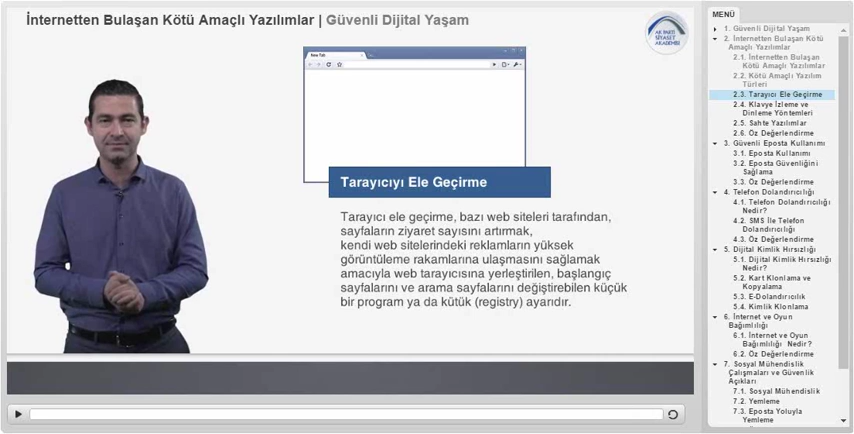 İnternetten Bulaşan Kötü Amaçlı Yazılımlar | Güvenli Dijital Yaşam
AK PARTİ
SİYASET
AKADEMİSİ
New Tab
Tarayıcıyı Ele Geçirme
Tarayıcı ele geçirme, bazı web siteleri tarafından,
sayfaların ziyaret sayısını artırmak,
kendi web sitelerindeki reklamların yüksek
görüntüleme rakamlarına ulaşmasını sağlamak
amacıyla web tarayıcısına yerleştirilen, başlangıç
sayfalarını ve arama sayfalarını değiştirebilen küçük
bir program ya da kütük (registry) ayarıdır.
MENÜ
1. Güvenli Dijital Yaşam
2. İnternetten Bulaşan Kötü
Amaçlı Yazılımlar
2.1. İnternetten Bulaşan
Kötü Amaçlı Yazılımlar
2.2. Kötü Amaçlı Yazılım
Türleri
2.3. Tarayıcı Ele Geçirme
2.4. Klavye İzleme ve
Dinleme Yöntemleri
2.5. Sahte Yazılımlar
2.6. Öz Değerlendirme
3. Güvenli Eposta Kullanımı
3.1. Eposta Kullanımı
3.2. Eposta Güvenliğini
Sağlama
3.3. Öz Değerlendirme
4. Telefon Dolandırıcılığı
4.1. Telefon Dolandırıcılığı
Nedir?
4.2. SMS İle Telefon
Dolandırıcılığı
4.3. Öz Değerlendirme
5. Dijital Kimlik Hırsızlığı
5.1. Dijital Kimlik Hırsızlığı
Nedir?
5.2. Kart Klonlama ve
Kopyalama
5.3. E-Dolandırıcılık
5.4. Kimlik Klonlama
6. İnternet ve Oyun
Bağımlılığı
6.1. İnternet ve Oyun
Bağımlılığı Nedir?
6.2. Öz Değerlendirme
7. Sosyal Mühendislik
Çalışmaları ve Güvenlik
Açıkları
7.1. Sosyal Mühendislik
7.2. Yemleme
7.3. Eposta Yoluyla
Yemleme